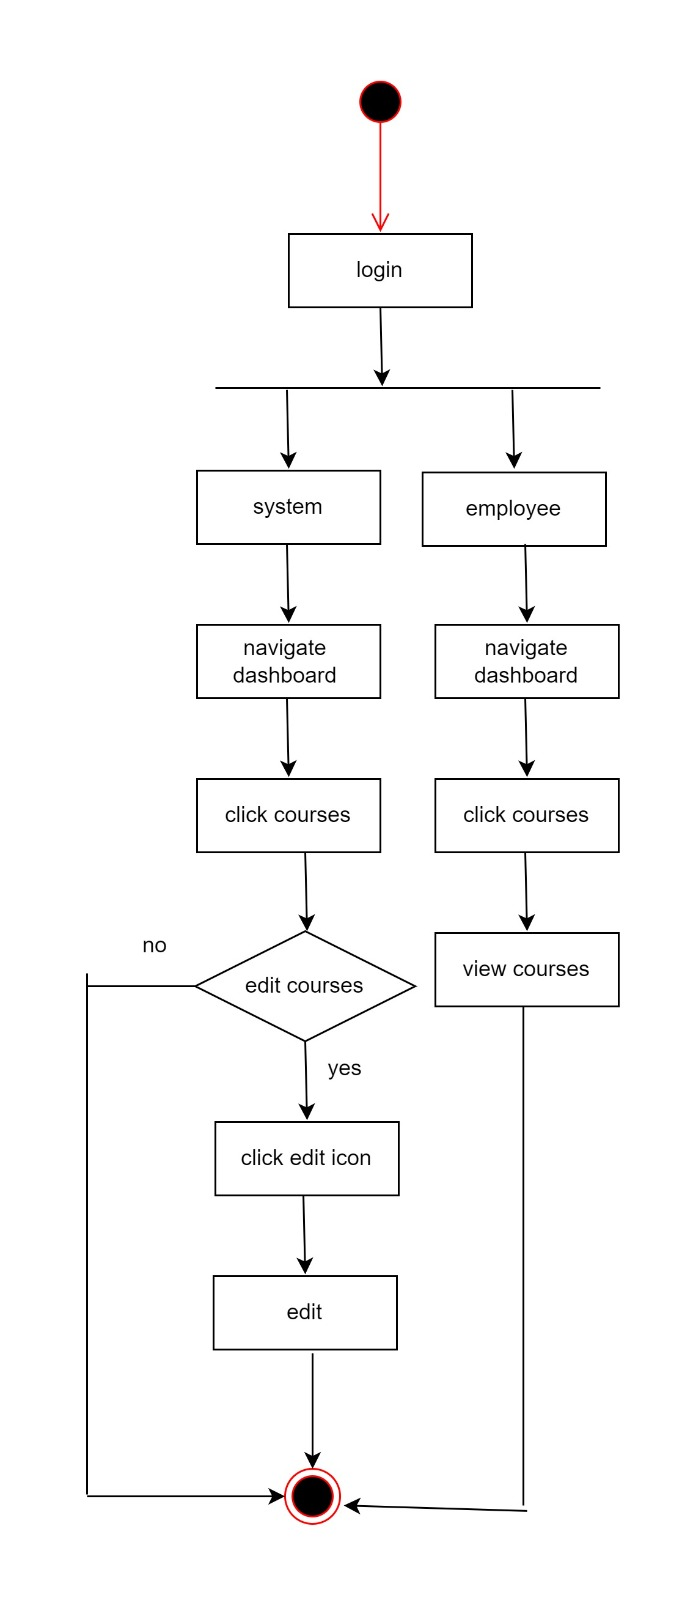 login
system
employee
navigate
dashboard
navigate
dashboard
click courses
click courses
no
edit courses
view courses
yes
click edit icon
edit